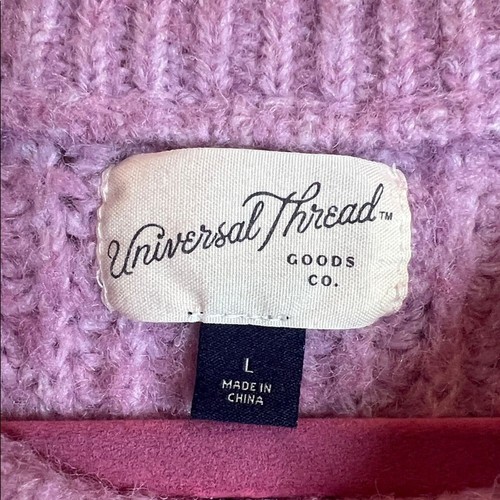 Universal Thread™
GOODS
CO.
L
MADE IN
CHINA